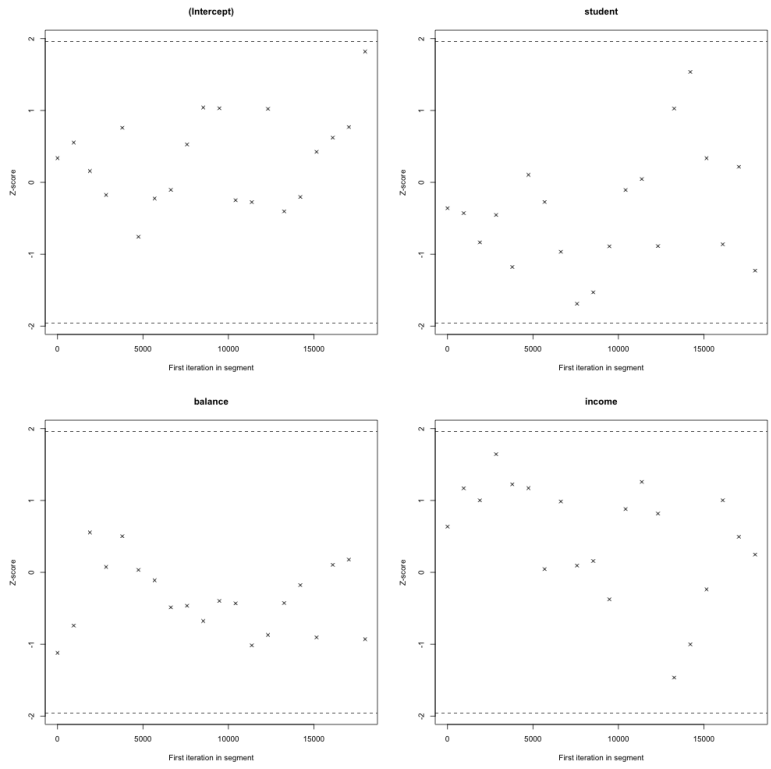 (Intercept)
Z-score
2
1
0
-1
-2
0 5000 10000 15000
First iteration in segment
student
Z-score
2
1
0
-1
-2
0 5000 10000 15000
First iteration in segment
balance
Z-score
2
1
0
-1
-2
0 5000 10000 15000
First iteration in segment
income
Z-score
2
1
0
-1
-2
0 5000 10000 15000
First iteration in segment